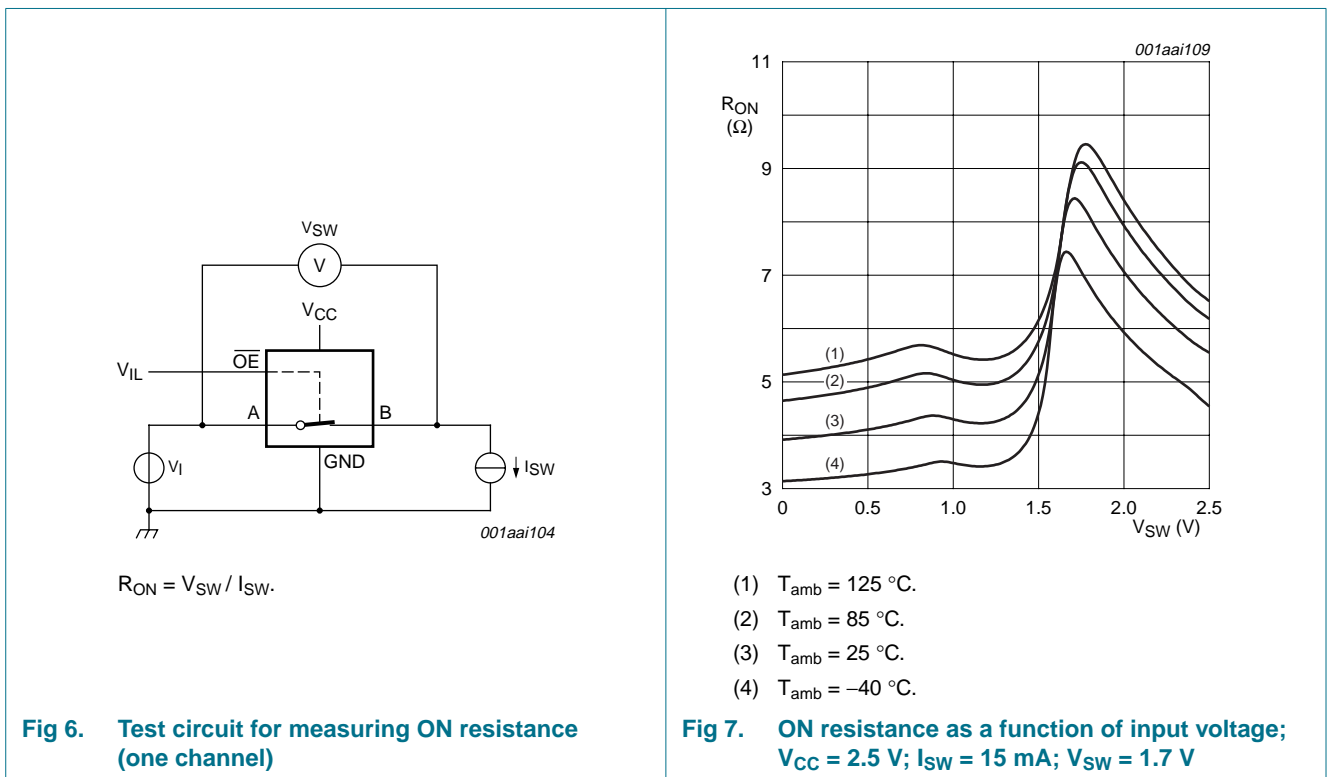 VSW
V
VCC
OE
VIL
A
B
GND
VI
ISW
001aai104
RON = VSW / ISW.
Fig 6. Test circuit for measuring ON resistance
(one channel)
001aai109
11
RON
(Ω)
9
7
5
3
(1)
(2)
(3)
(4)
0 0.5 1.0 1.5 2.0 2.5
VSW (V)
(1) Tamb = 125 °C.
(2) Tamb = 85 °C.
(3) Tamb = 25 °C.
(4) Tamb = −40 °C.
Fig 7. ON resistance as a function of input voltage;
VCC = 2.5 V; ISW = 15 mA; VSW = 1.7 V